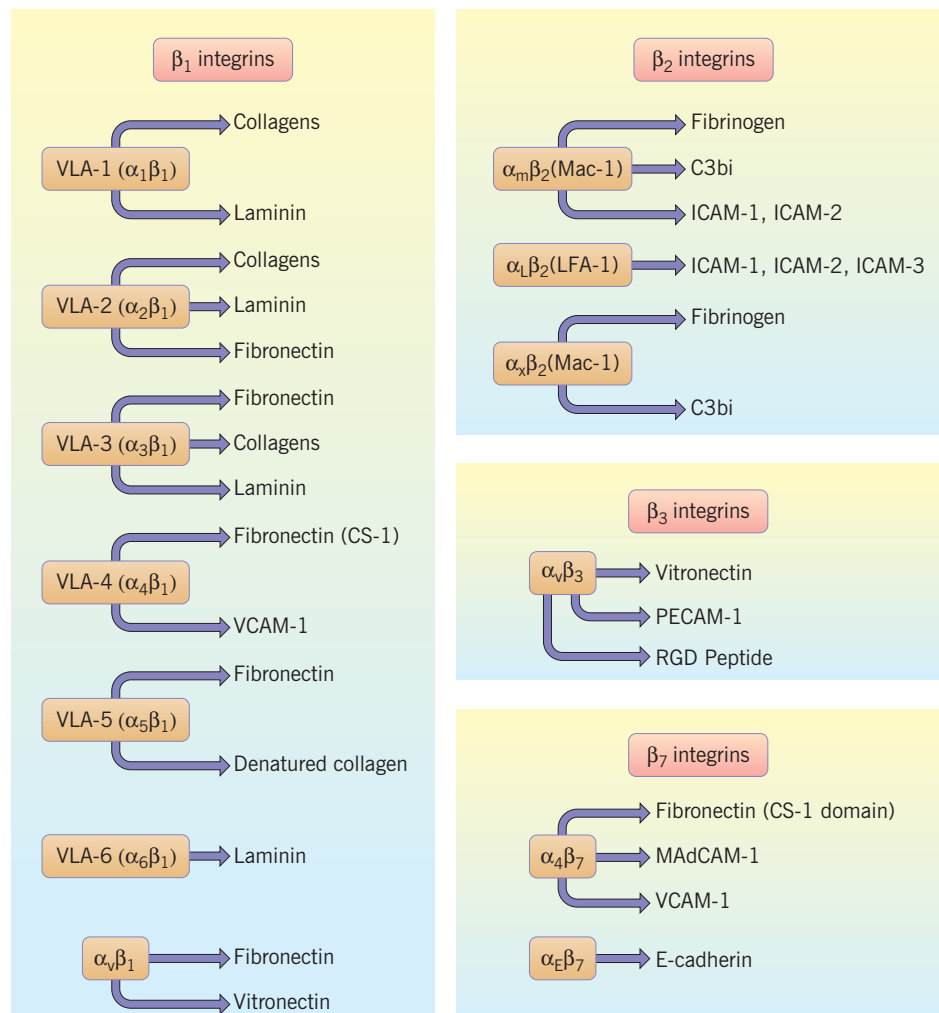 β1 integrins
VLA-1 (α1β1)
Collagens
Laminin
VLA-2 (α2β1)
Collagens
Laminin
Fibronectin
VLA-3 (α3β1)
Fibronectin
Collagens
Laminin
VLA-4 (α4β1)
Fibronectin (CS-1)
VCAM-1
VLA-5 (α5β1)
Fibronectin
Denatured collagen
VLA-6 (α6β1)
Laminin
αvβ1
Fibronectin
Vitronectin
β2 integrins
αmβ2(Mac-1)
Fibrinogen
C3bi
ICAM-1, ICAM-2
αLβ2(LFA-1)
ICAM-1, ICAM-2, ICAM-3
αxβ2(Mac-1)
Fibrinogen
C3bi
β3 integrins
αvβ3
Vitronectin
PECAM-1
RGD Peptide
β7 integrins
α4β7
Fibronectin (CS-1 domain)
MAdCAM-1
VCAM-1
αEβ7
E-cadherin